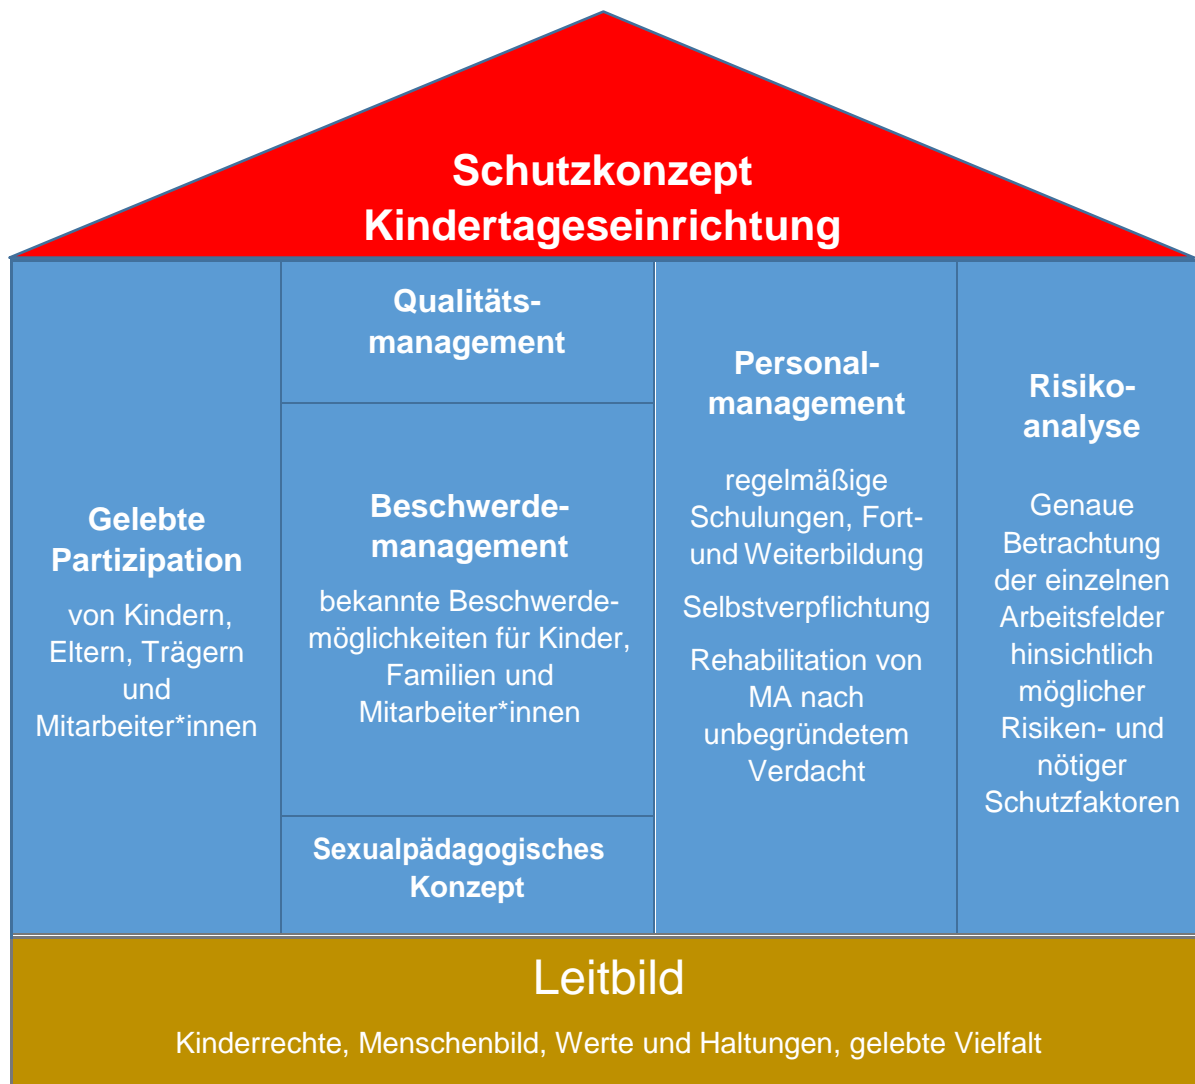 Schutzkonzept
Kindertageseinrichtung
Gelebte
Partizipation
von Kindern,
Eltern, Trägern
und
Mitarbeiter*innen
Qualitäts-
management
Beschwerde-
management
bekannte Beschwerde-
möglichkeiten für Kinder,
Familien und
Mitarbeiter*innen
Sexualpädagogisches
Konzept
Personal-
management
regelmäßige
Schulungen, Fort-
und Weiterbildung
Selbstverpflichtung
Rehabilitation von
MA nach
unbegründetem
Verdacht
Risiko-
analyse
Genaue
Betrachtung
der einzelnen
Arbeitsfelder
hinsichtlich
möglicher
Risiken- und
nötiger
Schutzfaktoren
Leitbild
Kinderrechte, Menschenbild, Werte und Haltungen, gelebte Vielfalt